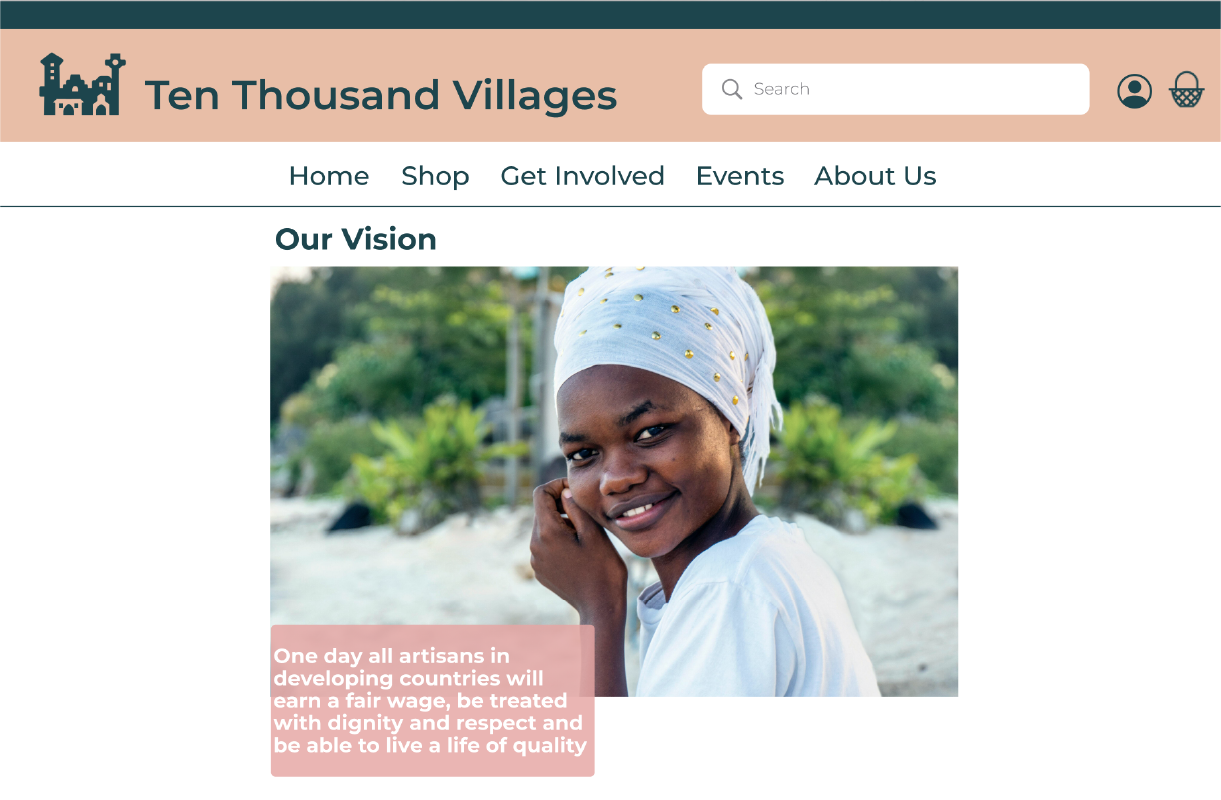 Ten Thousand Villages
Search
Home Shop Get Involved Events About Us
Our Vision
One day all artisans in
developing countries will
earn a fair wage, be treated
with dignity and respect and
be able to live a life of quality